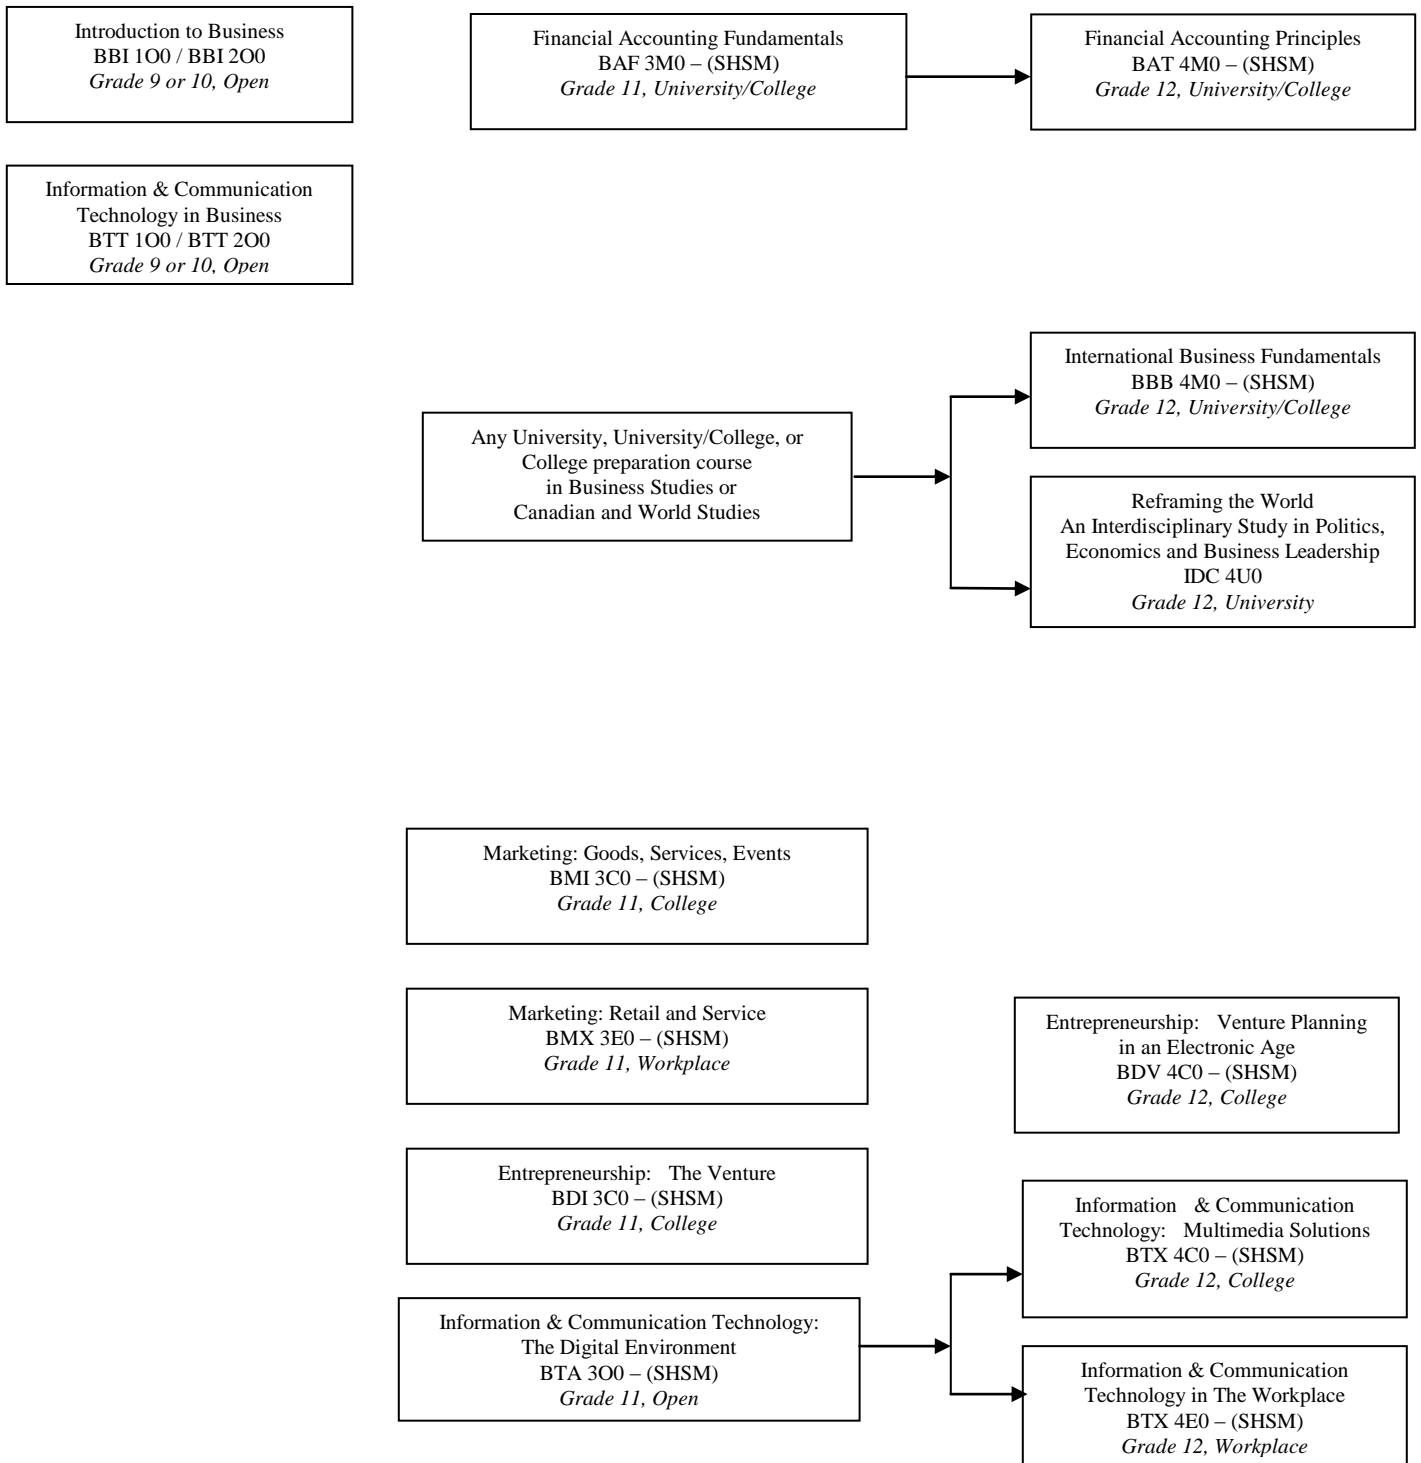 Introduction to Business
BBI 1O0 / BBI 2O0
Grade 9 or 10, Open
Financial Accounting Fundamentals
BAF 3M0 – (SHSM)
Grade 11, University/College
Financial Accounting Principles
BAT 4M0 – (SHSM)
Grade 12, University/College
Information & Communication
Technology in Business
BTT 1O0 / BTT 2O0
Grade 9 or 10, Open
International Business Fundamentals
BBB 4M0 – (SHSM)
Grade 12, University/College
Any University, University/College, or
College preparation course
in Business Studies or
Canadian and World Studies
Reframing the World
An Interdisciplinary Study in Politics,
Economics and Business Leadership
IDC 4U0
Grade 12, University
Marketing: Goods, Services, Events
BMI 3C0 – (SHSM)
Grade 11, College
Marketing: Retail and Service
BMX 3E0 – (SHSM)
Grade 11, Workplace
Entrepreneurship: Venture Planning
in an Electronic Age
BDV 4C0 – (SHSM)
Grade 12, College
Entrepreneurship: The Venture
BDI 3C0 – (SHSM)
Grade 11, College
Information & Communication
Technology: Multimedia Solutions
BTX 4C0 – (SHSM)
Grade 12, College
Information & Communication Technology:
The Digital Environment
BTA 3O0 – (SHSM)
Grade 11, Open
Information & Communication
Technology in The Workplace
BTX 4E0 – (SHSM)
Grade 12, Workplace